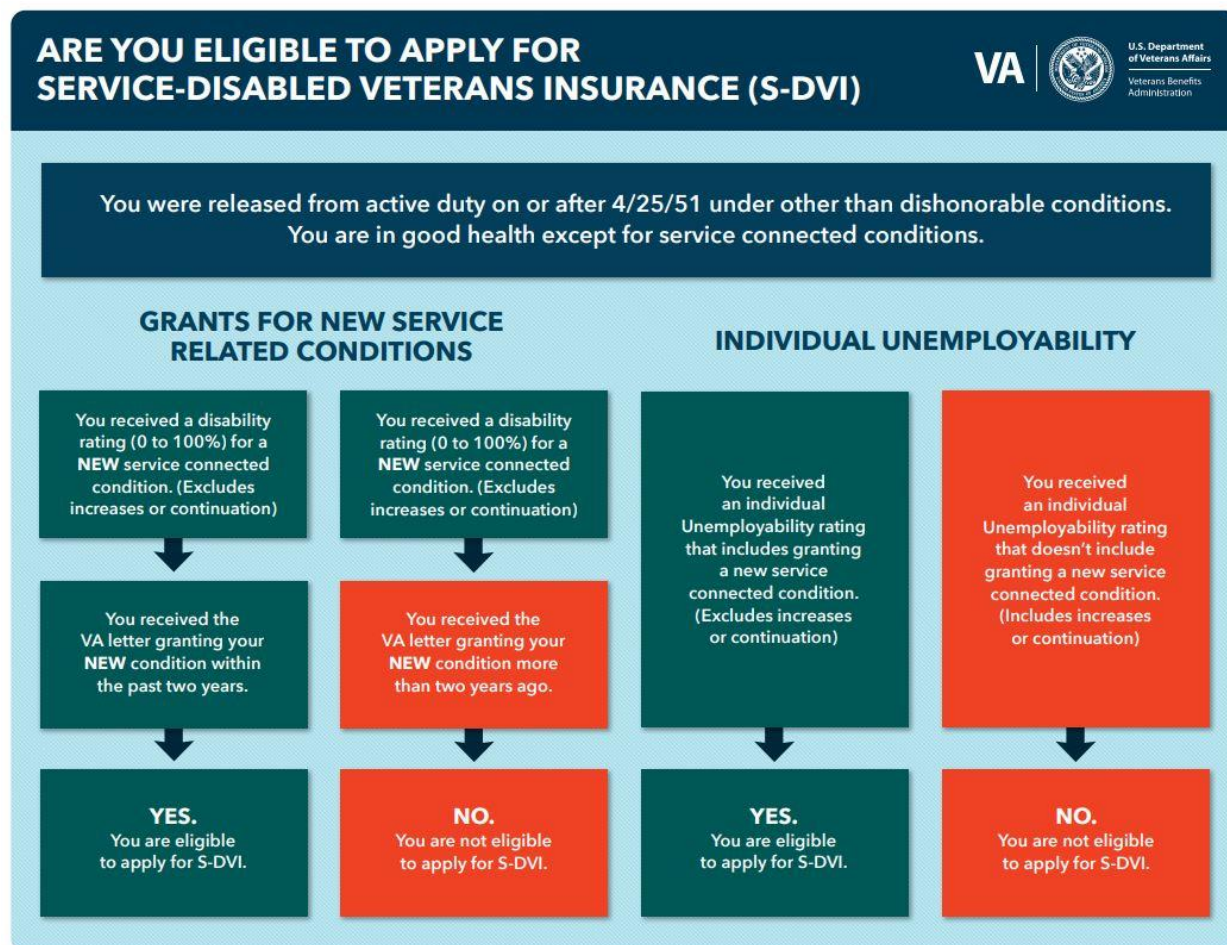 ARE YOU ELIGIBLE TO APPLY FOR
SERVICE-DISABLED VETERANS INSURANCE (S-DVI)
VA
U.S. Department
of Veterans Affairs
Veterans Benefits
Administration
You were released from active duty on or after 4/25/51 under other than dishonorable conditions.
You are in good health except for service connected conditions.
GRANTS FOR NEW SERVICE
RELATED CONDITIONS
You received a disability
rating (0 to 100%) for a
NEW service connected
condition. (Excludes
increases or continuation)
You received the
VA letter granting your
NEW condition within
the past two years.
YES.
You are eligible
to apply for S-DVI.
You received a disability
rating (0 to 100%) for a
NEW service connected
condition. (Excludes
increases or continuation)
You received the
VA letter granting your
NEW condition more
than two years ago.
NO.
You are not eligible
to apply for S-DVI.
INDIVIDUAL UNEMPLOYABILITY
You received
an individual
Unemployability rating
that includes granting
a new service
connected condition.
(Excludes increases
or continuation)
YES.
You are eligible
to apply for S-DVI.
You received
an individual
Unemployability rating
that doesn't include
granting a new service
connected condition.
(Includes increases
or continuation)
NO.
You are not eligible
to apply for S-DVI.